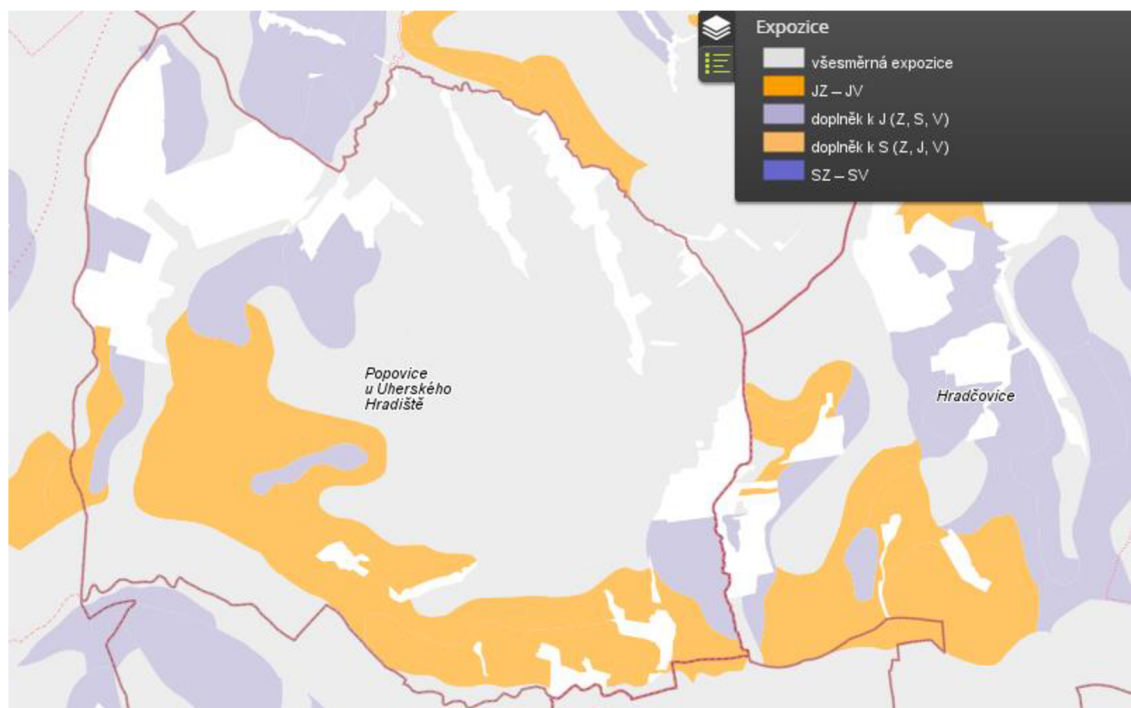 Expozice
všesměrná expozice
JZ – JV
doplněk k J (Z, S, V)
doplněk k S (Z, J, V)
SZ – SV
Popovice
u Uherského
Hradiště
Hradčovice